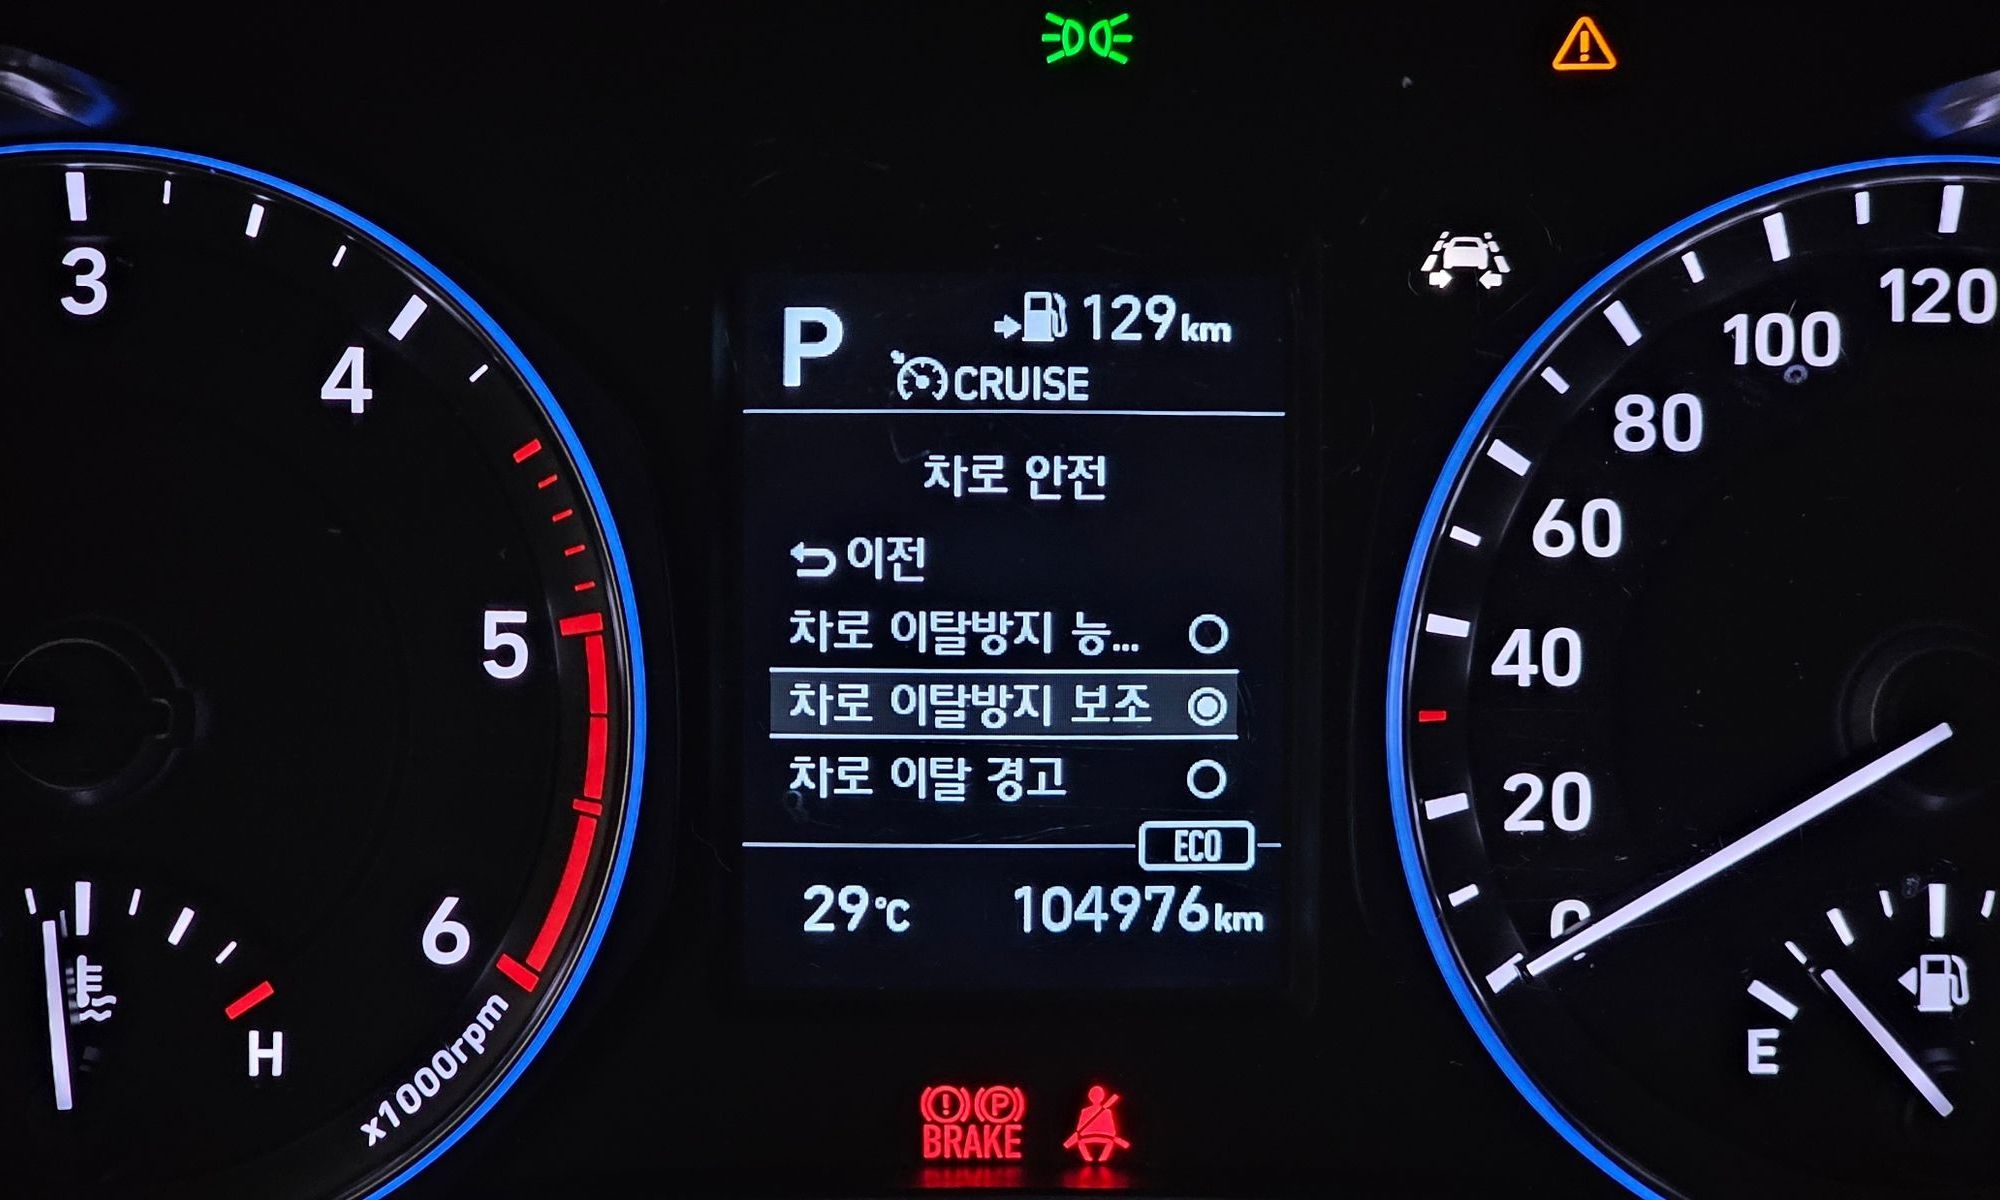 3
4
5
6
x1000rpm
H
P
129km
CRUISE
차로 안전
이전
차로 이탈방지 능...
차로 이탈방지 보조
차로 이탈 경고
ECO
29℃
104976km
P
BRAKE
120
100
80
60
40
20
0
E